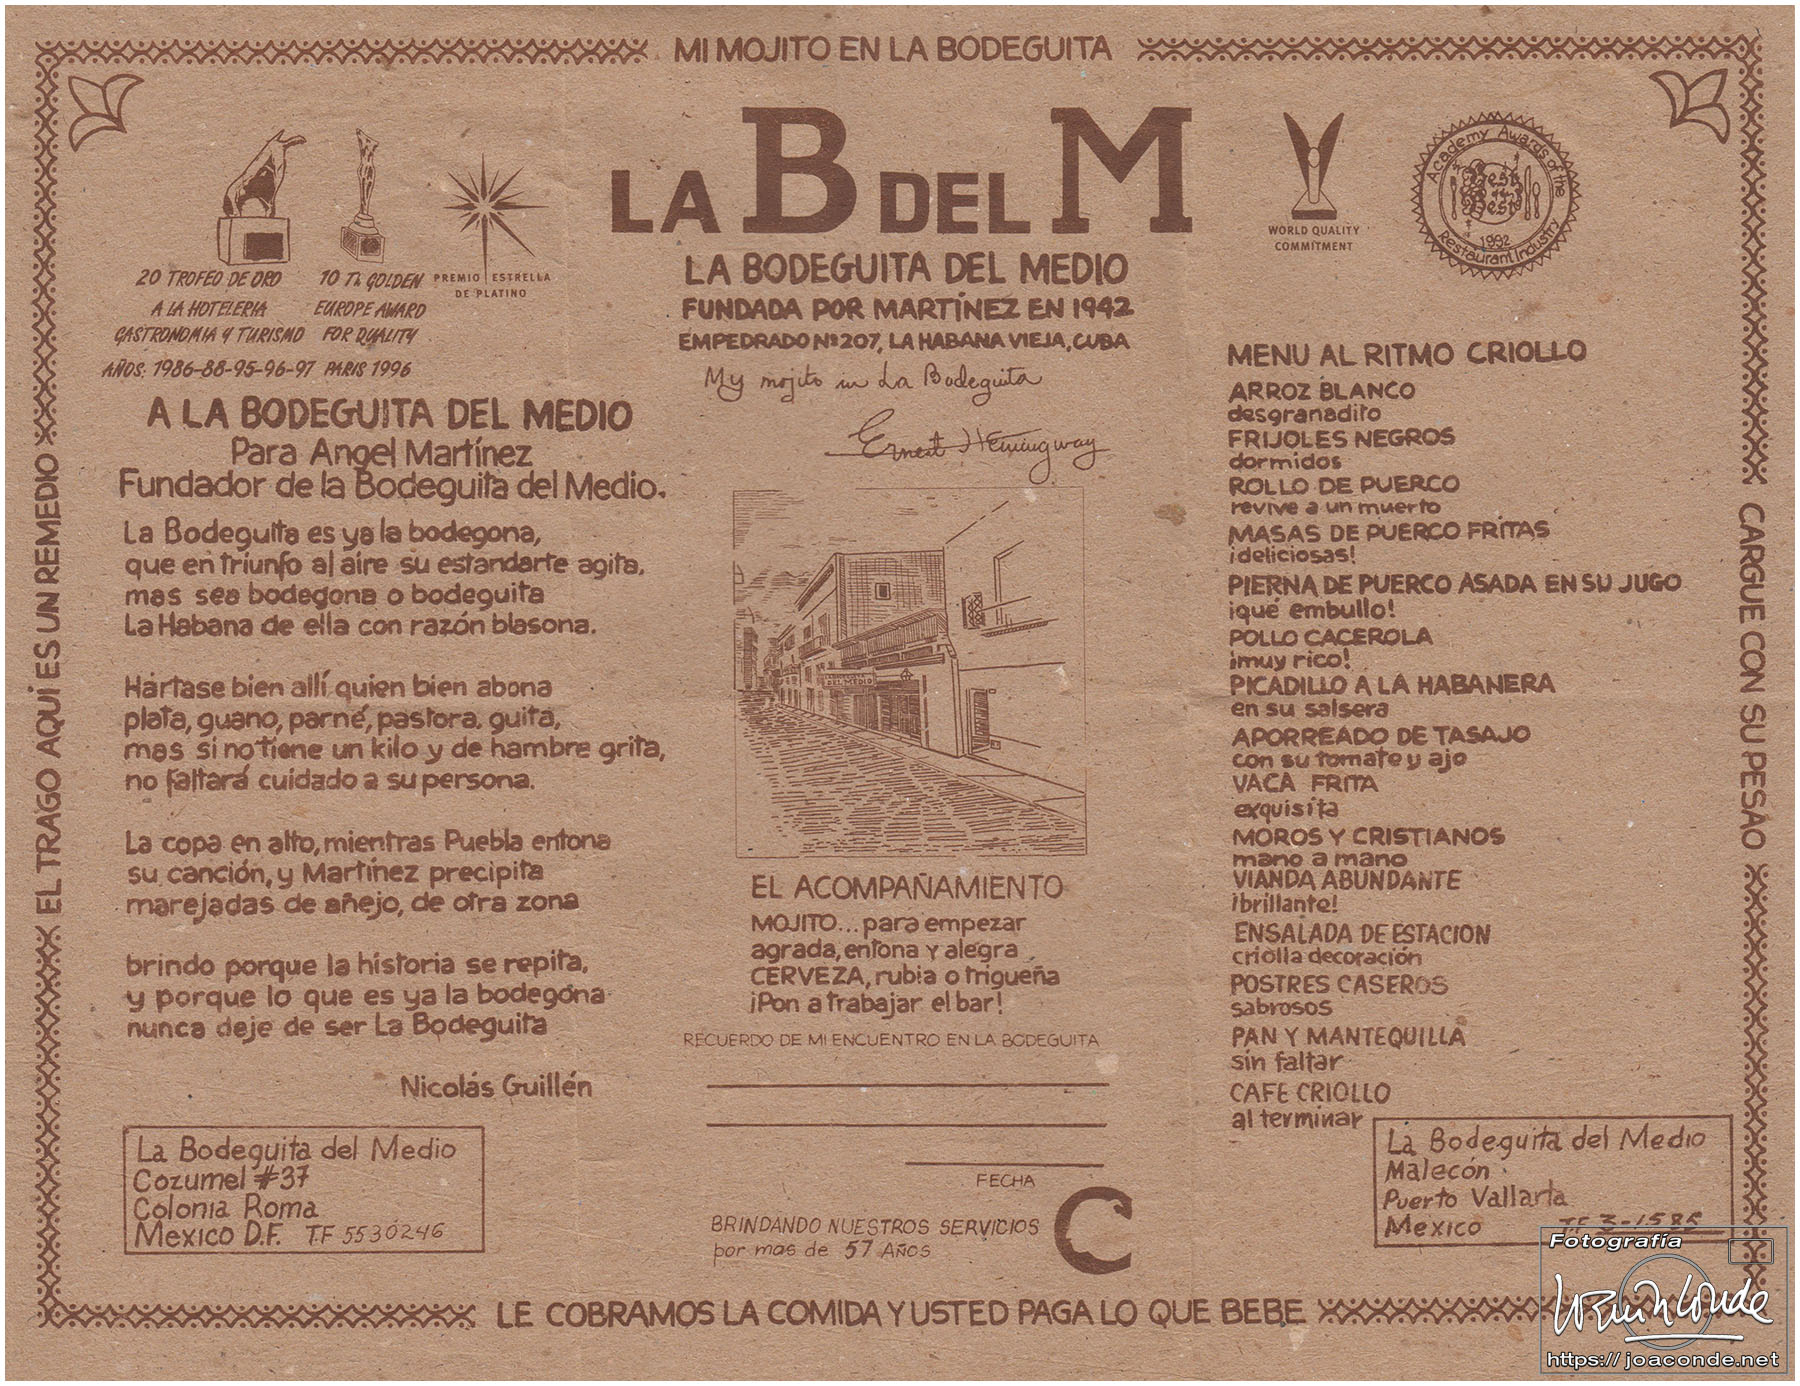 MI MOJITO EN LA BODEGUITA
EL TRAGO AQUI ES UN REMEDIO
CARGUE CON SU PESAO
20 TROFEO DE ORO
A LA HOTELERIA
GASTRONOMIA Y TURISMO
AÑOS: 1986-88-95-96-97
10 Th GOLDEN
EUROPE AWARD
FOR QUALITY
PARIS 1996
PREMIO ESTRELLA
DE PLATINO
LA B DEL M
LA BODEGUITA DEL MEDIO
FUNDADA POR MARTÍNEZ EN 1942
EMPEDRADO Nº 207, LA HABANA VIEJA, CUBA
My mojito in La Bodeguita
Ernest Hemingway
WORLD QUALITY
COMMITMENT
Academy Awards of the
Best of the Best
1992
Restaurant Industry
A LA BODEGUITA DEL MEDIO
Para Angel Martínez
Fundador de la Bodeguita del Medio.
La Bodeguita es ya la bodegona,
que en triunfo al aire su estandarte agita,
mas sea bodegona o bodeguita
La Habana de ella con razón blasona.
Hártase bien allí quien bien abona
plata, guano, parné, pastora, guita,
mas si no tiene un kilo y de hambre grita,
no faltará cuidado a su persona.
La copa en alto, mientras Puebla entona
su canción, y Martínez precipita
marejadas de añejo, de otra zona
brindo porque la historia se repita,
y porque lo que es ya la bodegona
nunca deje de ser La Bodeguita
Nicolás Guillén
La Bodeguita del Medio
Cozumel #37
Colonia Roma
Mexico D.F. T.F 5530246
BODEGUITA
DEL MEDIO
EL ACOMPAÑAMIENTO
MOJITO... para empezar
agrada, entona y alegra
CERVEZA, rubia o trigueña
¡Pon a trabajar el bar!
RECUERDO DE MI ENCUENTRO EN LA BODEGUITA
FECHA
BRINDANDO NUESTROS SERVICIOS
por mas de 57 AÑOS
C
MENU AL RITMO CRIOLLO
ARROZ BLANCO
desgranadito
FRIJOLES NEGROS
dormidos
ROLLO DE PUERCO
revive a un muerto
MASAS DE PUERCO FRITAS
¡deliciosas!
PIERNA DE PUERCO ASADA EN SU JUGO
¡qué embullo!
POLLO CACEROLA
¡muy rico!
PICADILLO A LA HABANERA
en su salsera
APORREADO DE TASAJO
con su tomate y ajo
VACA FRITA
exquisita
MOROS Y CRISTIANOS
mano a mano
VIANDA ABUNDANTE
¡brillante!
ENSALADA DE ESTACION
criolla decoración
POSTRES CASEROS
sabrosos
PAN Y MANTEQUILLA
sin faltar
CAFE CRIOLLO
al terminar
La Bodeguita del Medio
Malecón
Puerto Vallarta
Mexico T.F 3-1585
LE COBRAMOS LA COMIDA Y USTED PAGA LO QUE BEBE
Fotografía
https://joaconde.net